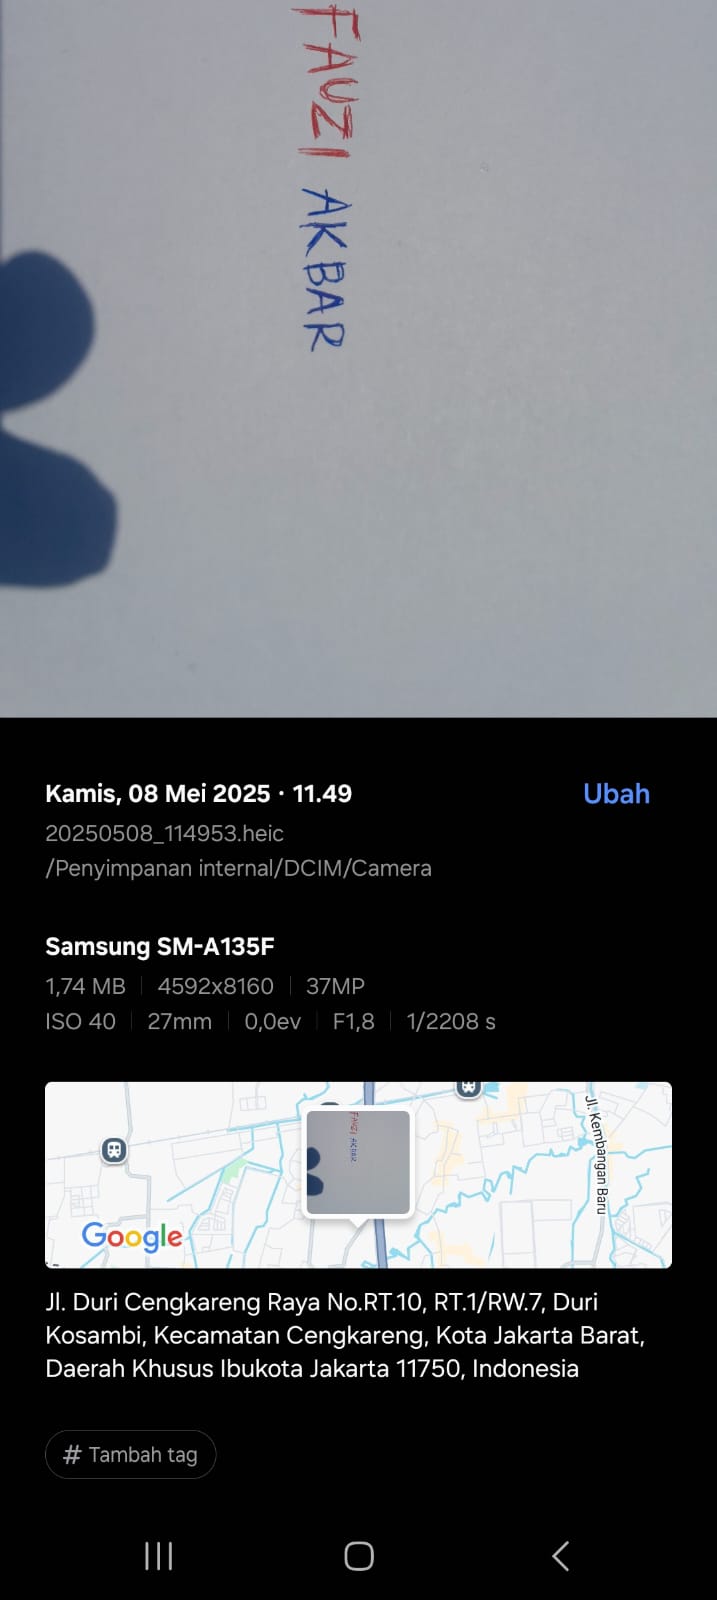 FAUZI AKBAR
Kamis, 08 Mei 2025 · 11.49
Ubah
20250508_114953.heic
/Penyimpanan internal/DCIM/Camera
Samsung SM-A135F
1,74 MB | 4592x8160 | 37MP
ISO 40 | 27mm | 0,0ev | F1,8 | 1/2208 s
FAUZI AKBAR
Jl. Kembangan Baru
Google
Jl. Duri Cengkareng Raya No.RT.10, RT.1/RW.7, Duri
Kosambi, Kecamatan Cengkareng, Kota Jakarta Barat,
Daerah Khusus Ibukota Jakarta 11750, Indonesia
# Tambah tag